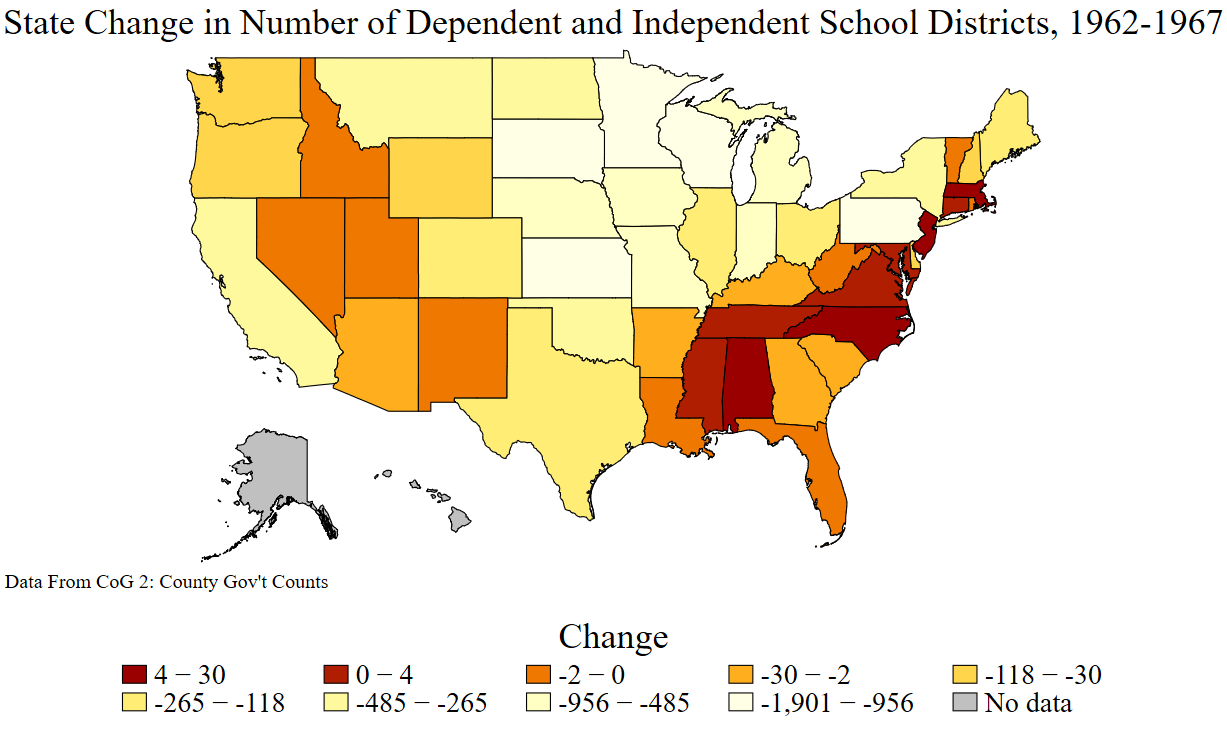 State Change in Number of Dependent and Independent School Districts, 1962-1967
Data From CoG 2: County Gov't Counts
Change
4 − 30 0 − 4 -2 − 0 -30 − -2 -118 − -30
-265 − -118 -485 − -265 -956 − -485 -1,901 − -956 No data